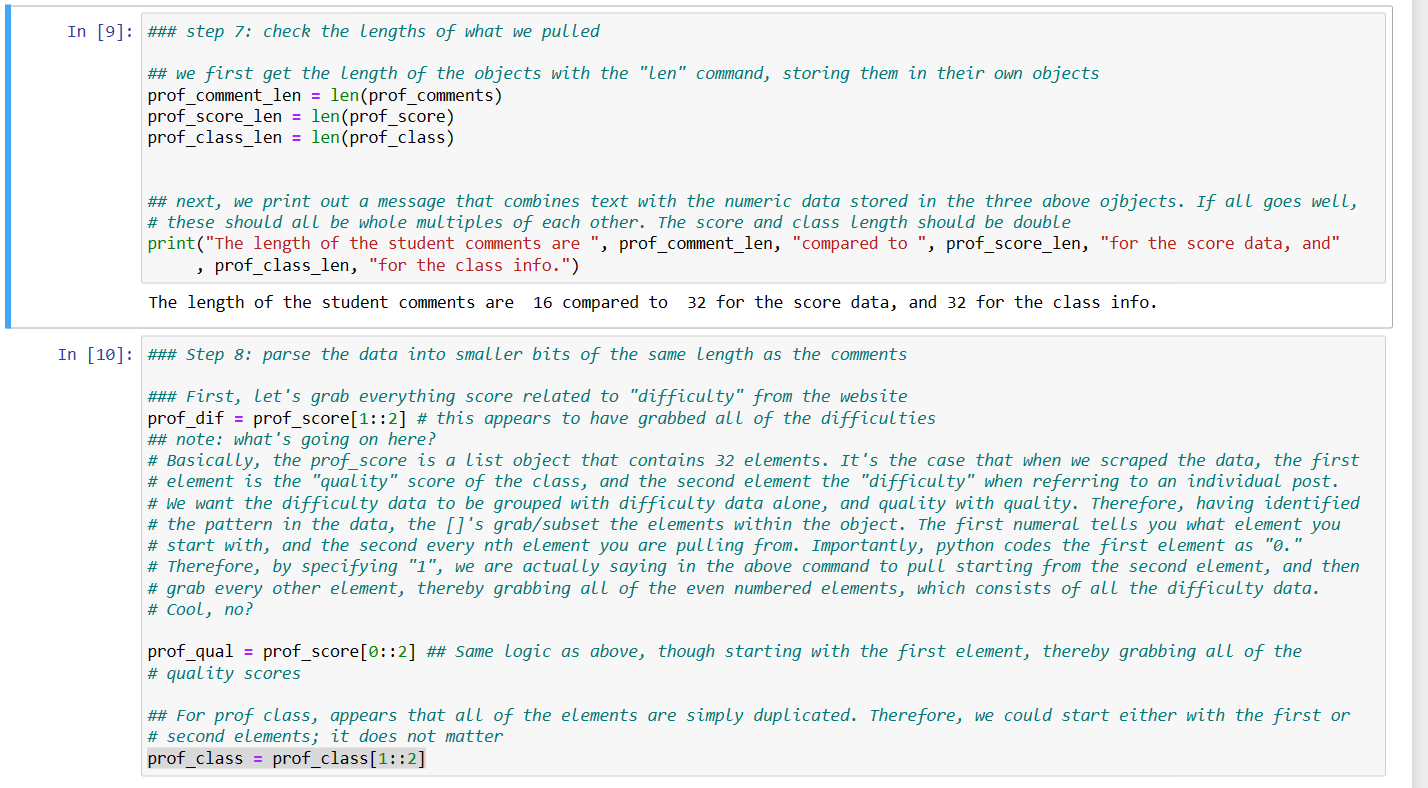 In [9]: ### step 7: check the lengths of what we pulled
## we first get the length of the objects with the "len" command, storing them in their own objects
prof_comment_len = len(prof_comments)
prof_score_len = len(prof_score)
prof_class_len = len(prof_class)
## next, we print out a message that combines text with the numeric data stored in the three above ojbjects. If all goes well,
# these should all be whole multiples of each other. The score and class length should be double
print("The length of the student comments are ", prof_comment_len, "compared to ", prof_score_len, "for the score data, and"
, prof_class_len, "for the class info.")
The length of the student comments are  16 compared to  32 for the score data, and 32 for the class info.
In [10]: ### Step 8: parse the data into smaller bits of the same length as the comments
### First, let's grab everything score related to "difficulty" from the website
prof_dif = prof_score[1::2] # this appears to have grabbed all of the difficulties
## note: what's going on here?
# Basically, the prof_score is a list object that contains 32 elements. It's the case that when we scraped the data, the first
# element is the "quality" score of the class, and the second element the "difficulty" when referring to an individual post.
# We want the difficulty data to be grouped with difficulty data alone, and quality with quality. Therefore, having identified
# the pattern in the data, the []'s grab/subset the elements within the object. The first numeral tells you what element you
# start with, and the second every nth element you are pulling from. Importantly, python codes the first element as "0."
# Therefore, by specifying "1", we are actually saying in the above command to pull starting from the second element, and then
# grab every other element, thereby grabbing all of the even numbered elements, which consists of all the difficulty data.
# Cool, no?
prof_qual = prof_score[0::2] ## Same logic as above, though starting with the first element, thereby grabbing all of the
# quality scores
## For prof class, appears that all of the elements are simply duplicated. Therefore, we could start either with the first or
# second elements; it does not matter
prof_class = prof_class[1::2]